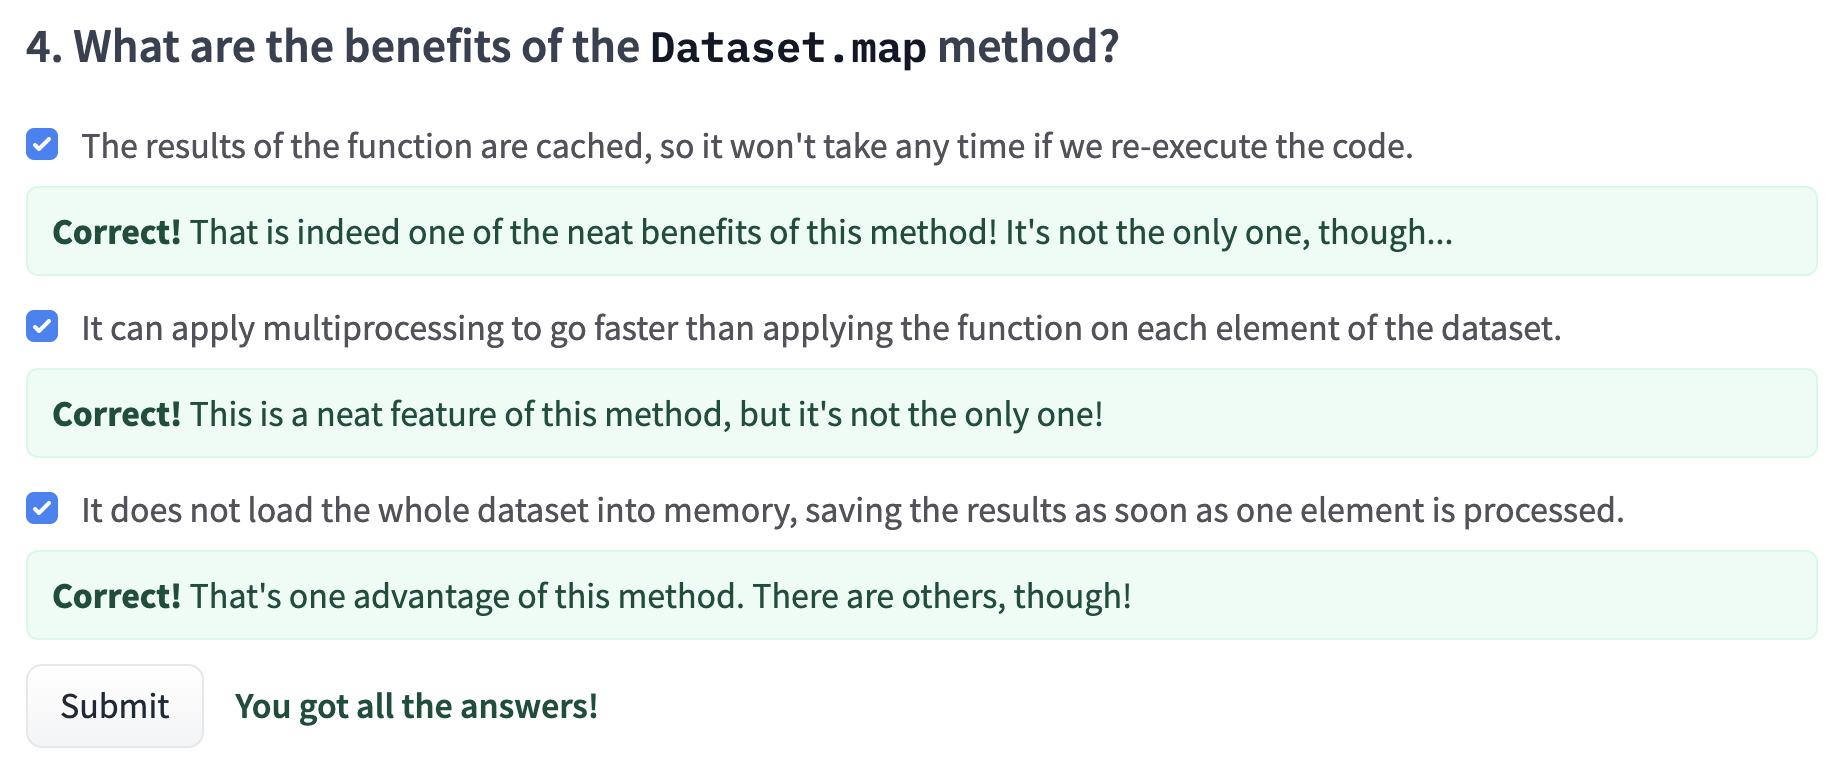 4. What are the benefits of the Dataset.map method?
The results of the function are cached, so it won't take any time if we re-execute the code.
Correct! That is indeed one of the neat benefits of this method! It's not the only one, though...
It can apply multiprocessing to go faster than applying the function on each element of the dataset.
Correct! This is a neat feature of this method, but it's not the only one!
It does not load the whole dataset into memory, saving the results as soon as one element is processed.
Correct! That's one advantage of this method. There are others, though!
Submit You got all the answers!